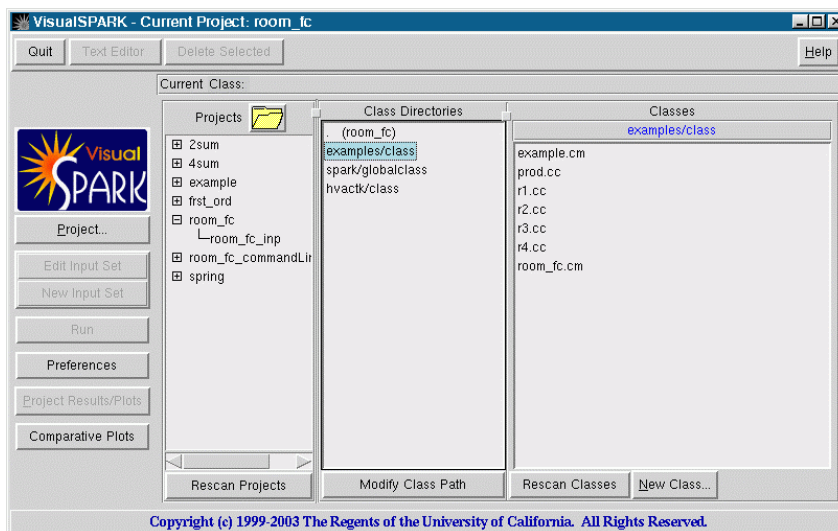 VisualSPARK - Current Project: room_fc
Quit
Text Editor
Delete Selected
Help
Current Class:
Visual
SPARK
Project...
Edit Input Set
New Input Set
Run
Preferences
Project Results/Plots
Comparative Plots
Projects
2sum
4sum
example
frst_ord
room_fc
room_fc_inp
room_fc_commandLir
spring
Rescan Projects
Class Directories
. (room_fc)
examples/class
spark/globalclass
hvactk/class
Modify Class Path
Classes
examples/class
example.cm
prod.cc
r1.cc
r2.cc
r3.cc
r4.cc
room_fc.cm
Rescan Classes
New Class...
Copyright (c) 1999-2003 The Regents of the University of California. All Rights Reserved.